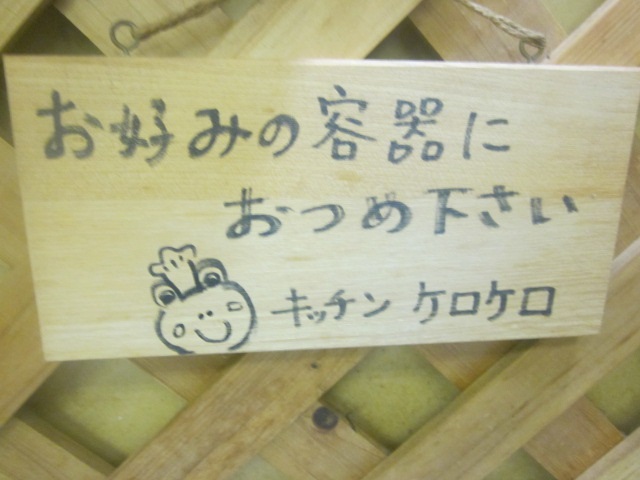 お好みの容器に
おつめ下さい
キッチン ケロケロ